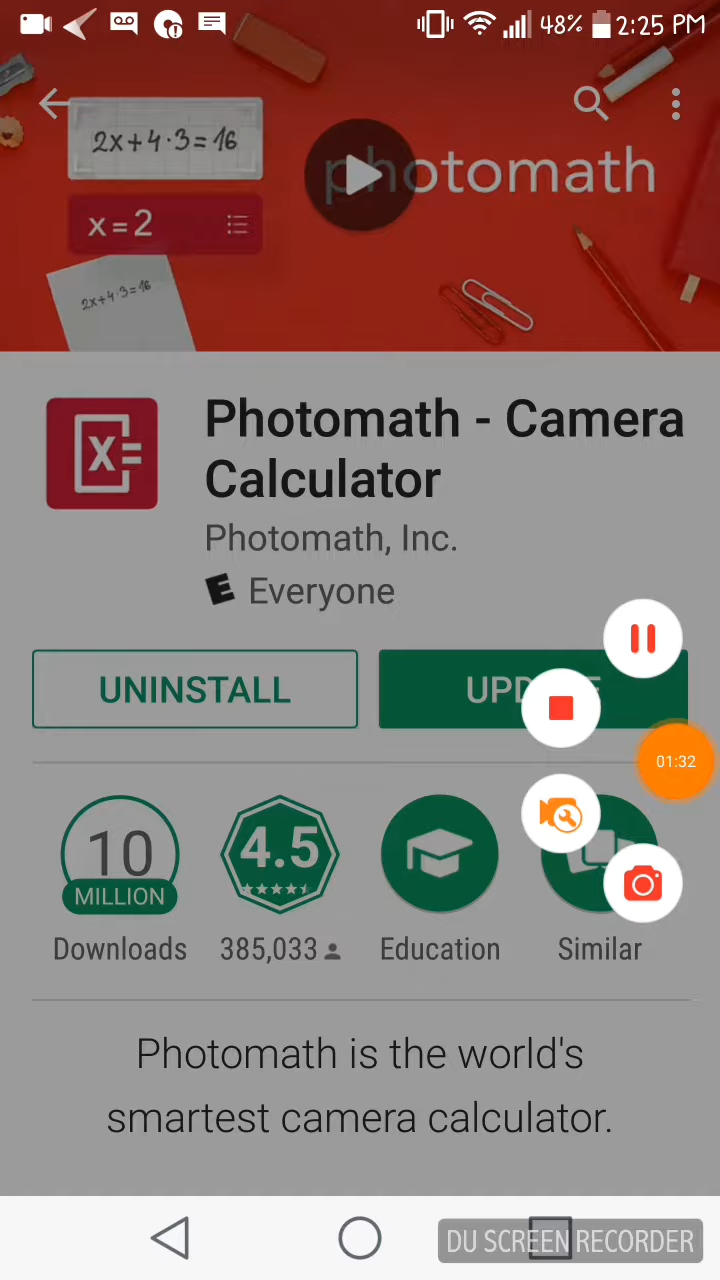 48% 2:25 PM
2x+4·3=16
photomath
x=2
2x+4·3=16
X=
Photomath - Camera
Calculator
Photomath, Inc.
E Everyone
UNINSTALL
10
MILLION
4.5
Downloads
385,033
Education
Similar
01:32
Photomath is the world's
smartest camera calculator.
DU SCREEN RECORDER